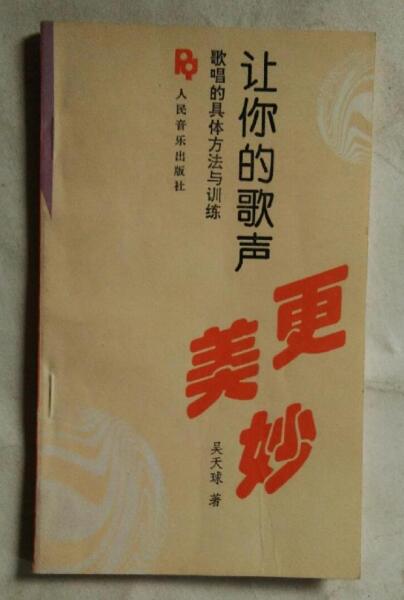 让你的歌声
更
美
妙
歌唱的具体方法与训练
人民音乐出版社
吴天球 著